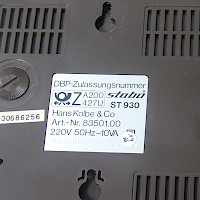 DBP-Zulassungsnummer
Z A200 427U stabo ST 930
Hans Kolbe & Co
Art.-Nr. 83501.00
220V 50Hz~10VA
30686256